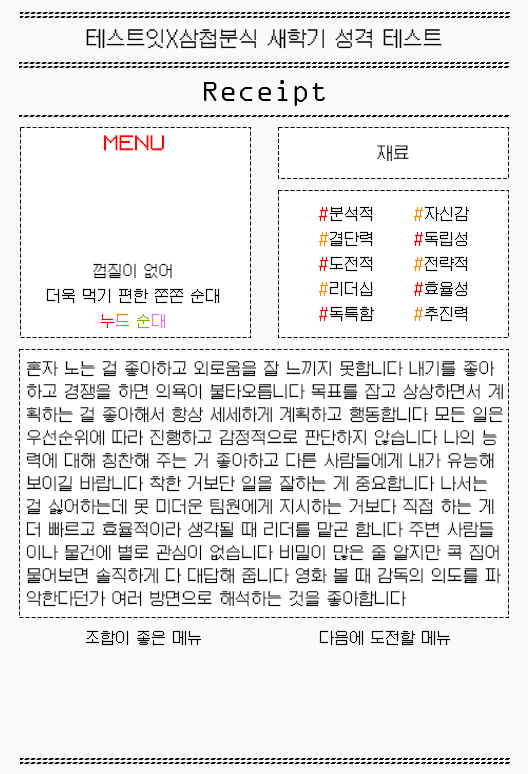 테스트잇X삼첩분식 새학기 성격 테스트
Receipt
MENU
껍질이 없어
더욱 먹기 편한 쫀쫀 순대
누드 순대
재료
#분석적 #자신감
#결단력 #독립성
#도전적 #전략적
#리더십 #효율성
#독특함 #추진력
혼자 노는 걸 좋아하고 외로움을 잘 느끼지 못합니다 내기를 좋아
하고 경쟁을 하면 의욕이 불타오릅니다 목표를 잡고 상상하면서 계
획하는 걸 좋아해서 항상 세세하게 계획하고 행동합니다 모든 일은
우선순위에 따라 진행하고 감정적으로 판단하지 않습니다 나의 능
력에 대해 칭찬해 주는 거 좋아하고 다른 사람들에게 내가 유능해
보이길 바랍니다 착한 거보단 일을 잘하는 게 중요합니다 나서는
걸 싫어하는데 못 미더운 팀원에게 지시하는 거보다 직접 하는 게
더 빠르고 효율적이라 생각될 때 리더를 맡곤 합니다 주변 사람들
이나 물건에 별로 관심이 없습니다 비밀이 많은 줄 알지만 콕 집어
물어보면 솔직하게 다 대답해 줍니다 영화 볼 때 감독의 의도를 파
악한다던가 여러 방면으로 해석하는 것을 좋아합니다
조합이 좋은 메뉴
다음에 도전할 메뉴